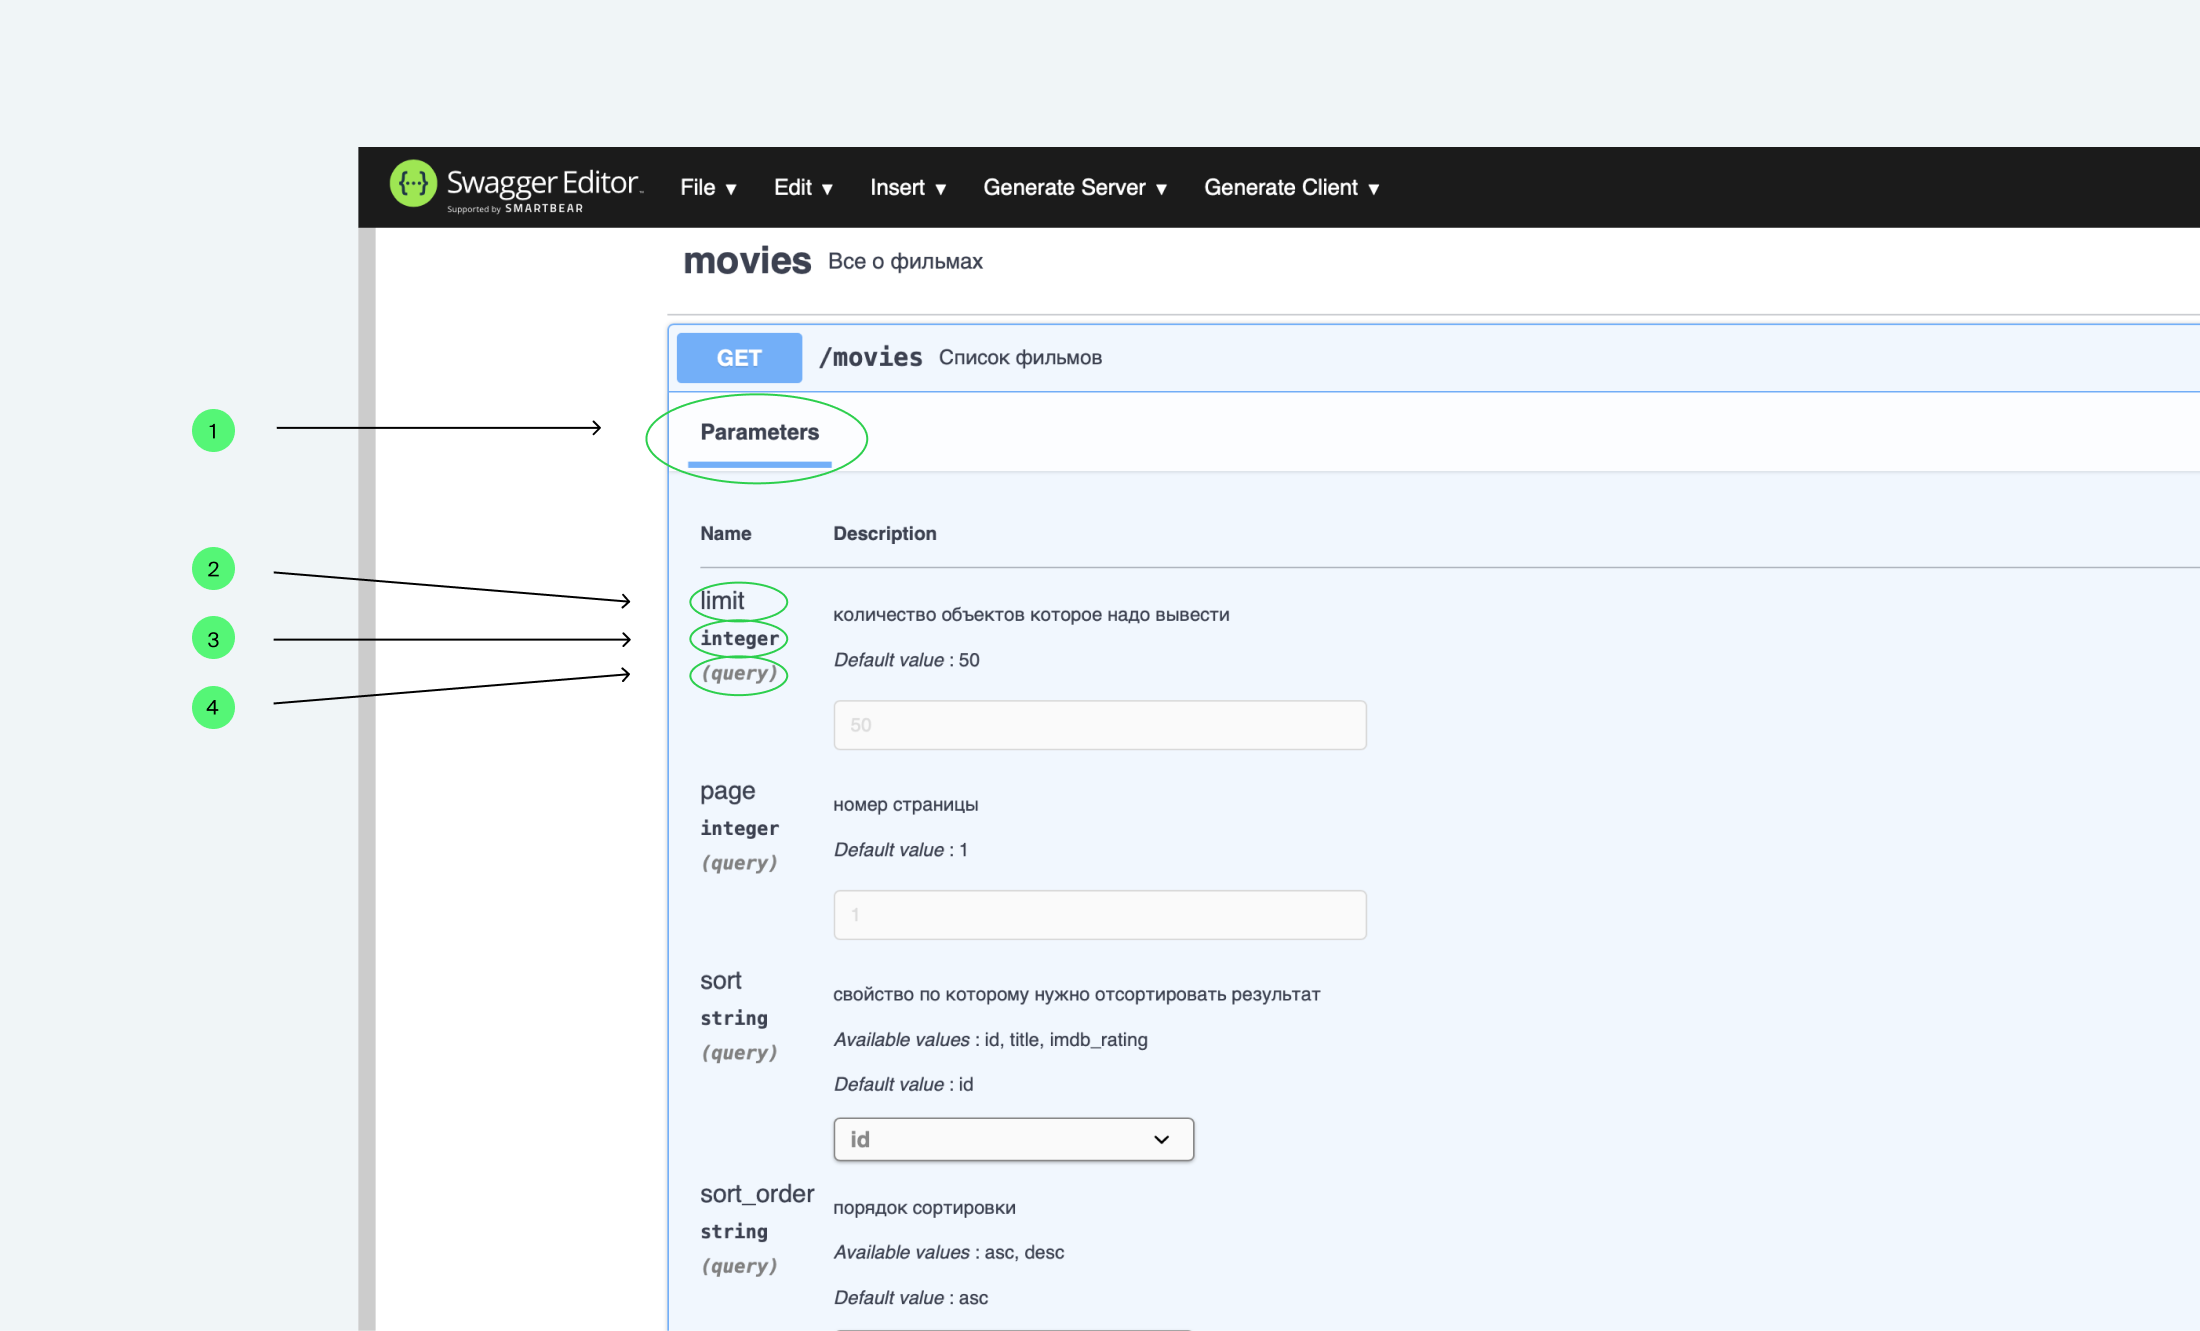 Swagger Editor
Supported by SMARTBEAR
File ▼ Edit ▼ Insert ▼ Generate Server ▼ Generate Client ▼
movies Все о фильмах
GET /movies Список фильмов
1
Parameters
Name Description
2
limit
количество объектов которое надо вывести
3
integer
Default value : 50
(query)
4
50
page
номер страницы
integer
Default value : 1
(query)
1
sort
свойство по которому нужно отсортировать результат
string
Available values : id, title, imdb_rating
(query)
Default value : id
id
sort_order
порядок сортировки
string
Available values : asc, desc
(query)
Default value : asc